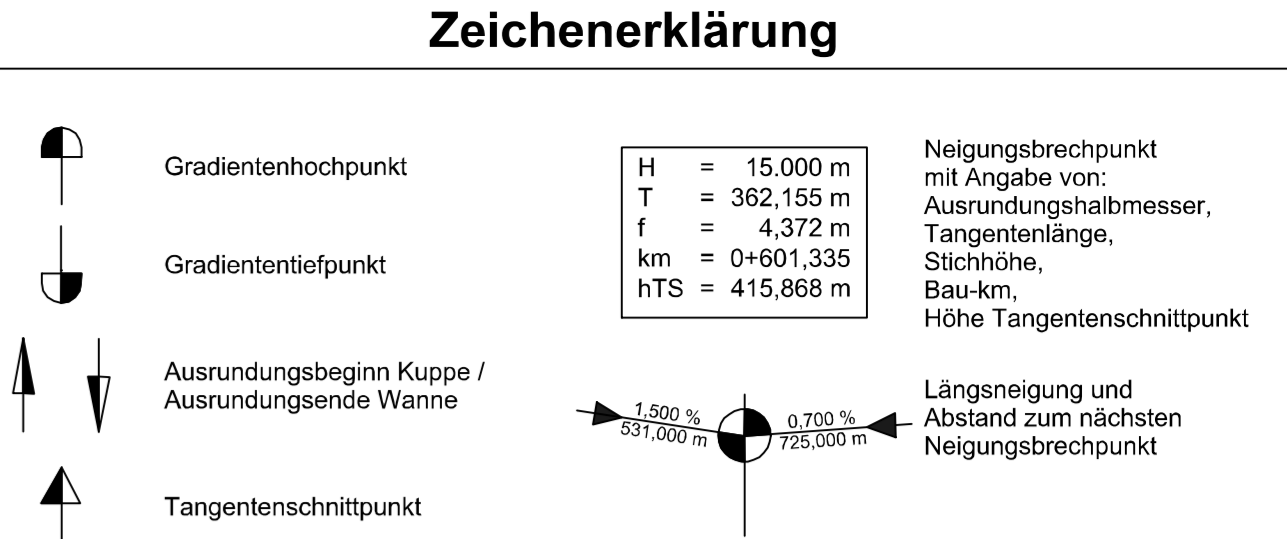 Zeichenerklärung
Gradientenhochpunkt
Gradiententiefpunkt
Ausrundungsbeginn Kuppe /
Ausrundungsende Wanne
Tangentenschnittpunkt
H = 15.000 m
T = 362,155 m
f = 4,372 m
km = 0+601,335
hTS = 415,868 m
Neigungsbrechpunkt
mit Angabe von:
Ausrundungshalbmesser,
Tangentenlänge,
Stichhöhe,
Bau-km,
Höhe Tangentenschnittpunkt
1,500 %
531,000 m
0,700 %
725,000 m
Längsneigung und
Abstand zum nächsten
Neigungsbrechpunkt